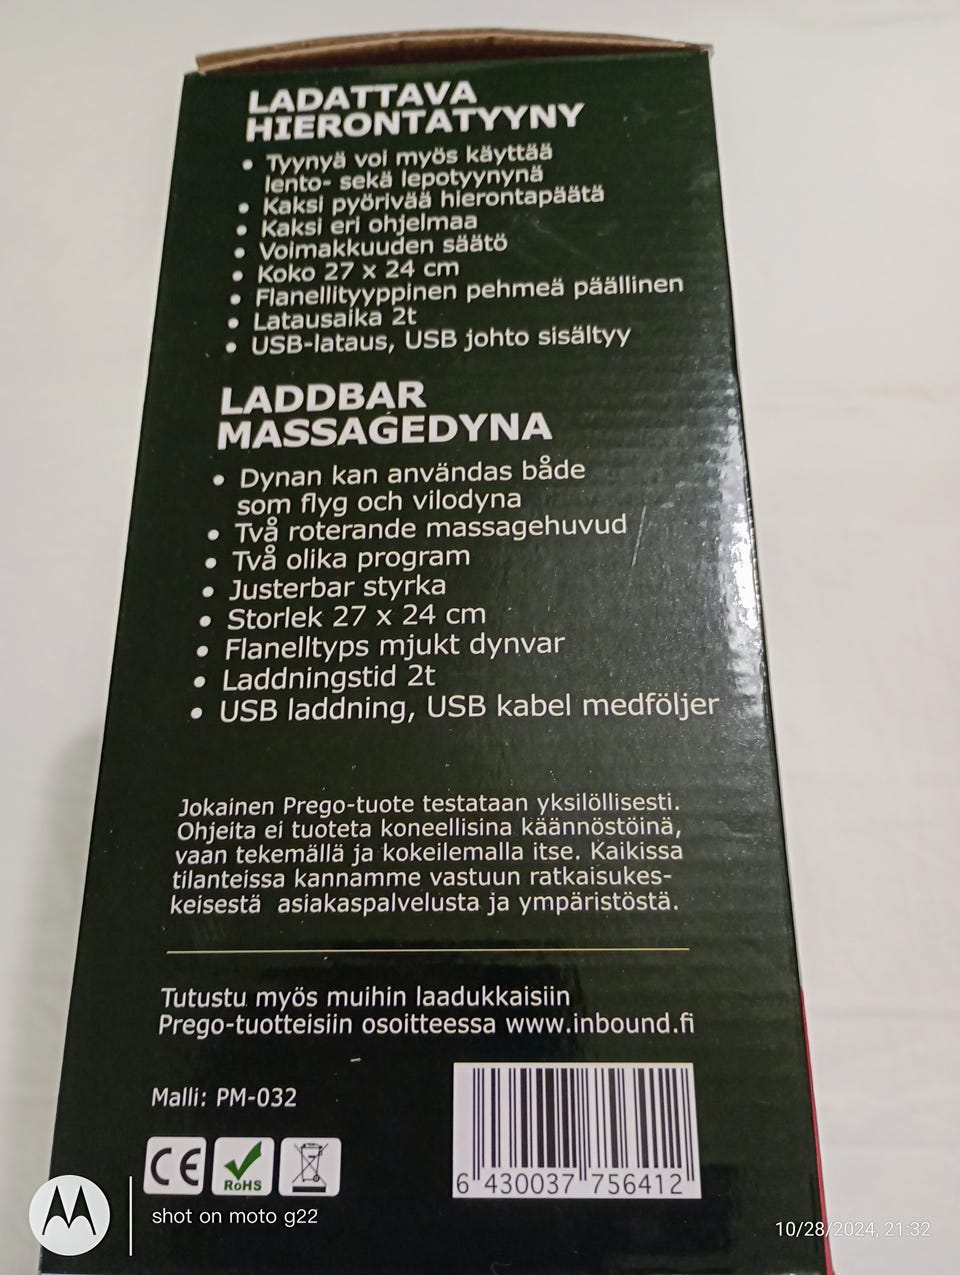 LADATTAVA
HIERONTATYYNY
• Tyynyä voi myös käyttää
lento- sekä lepotyynynä
• Kaksi pyörivää hierontapäätä
• Kaksi eri ohjelmaa
• Voimakkuuden säätö
• Koko 27 x 24 cm
• Flanellityyppinen pehmeä päällinen
• Latausaika 2t
• USB-lataus, USB johto sisältyy
LADDBAR
MASSAGEDYNA
• Dynan kan användas både
som flyg och vilodyna
• Två roterande massagehuvud
• Två olika program
• Justerbar styrka
• Storlek 27 x 24 cm
• Flanelltyps mjukt dynvar
• Laddningstid 2t
• USB laddning, USB kabel medföljer
Jokainen Prego-tuote testataan yksilöllisesti.
Ohjeita ei tuoteta koneellisina käännöstöinä,
vaan tekemällä ja kokeilemalla itse. Kaikissa
tilanteissa kannamme vastuun ratkaisukes-
keisestä asiakaspalvelusta ja ympäristöstä.
Tutustu myös muihin laadukkaisiin
Prego-tuotteisiin osoitteessa www.inbound.fi
Malli: PM-032
CE
RoHS
6 430037 756412
shot on moto g22
10/28/2024, 21:32